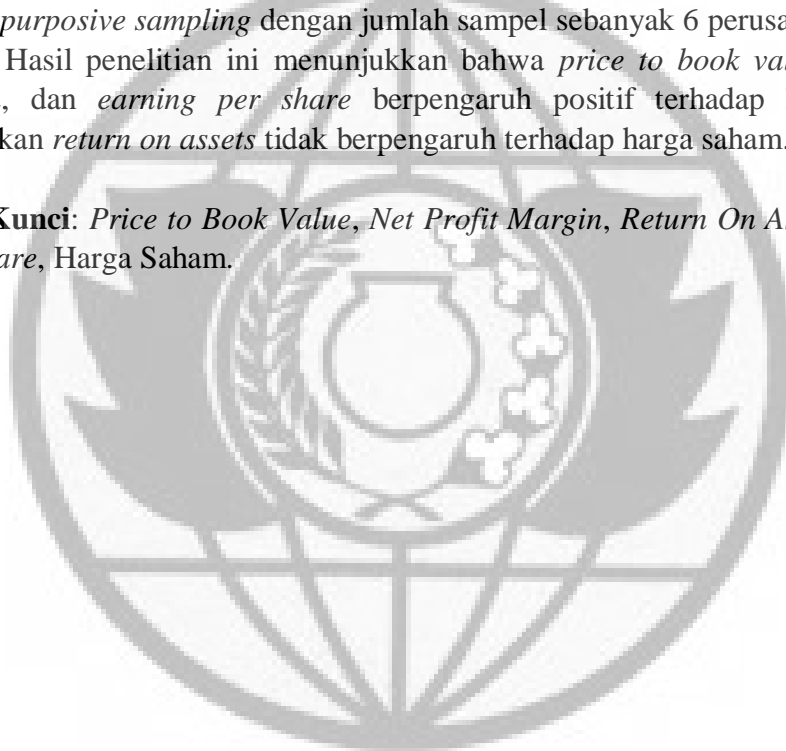 purposive sampling dengan jumlah sampel sebanyak 6 perusa
Hasil penelitian ini menunjukkan bahwa price to book val
, dan earning per share berpengaruh positif terhadap
kan return on assets tidak berpengaruh terhadap harga saham.
Kunci: Price to Book Value, Net Profit Margin, Return On A
are, Harga Saham.